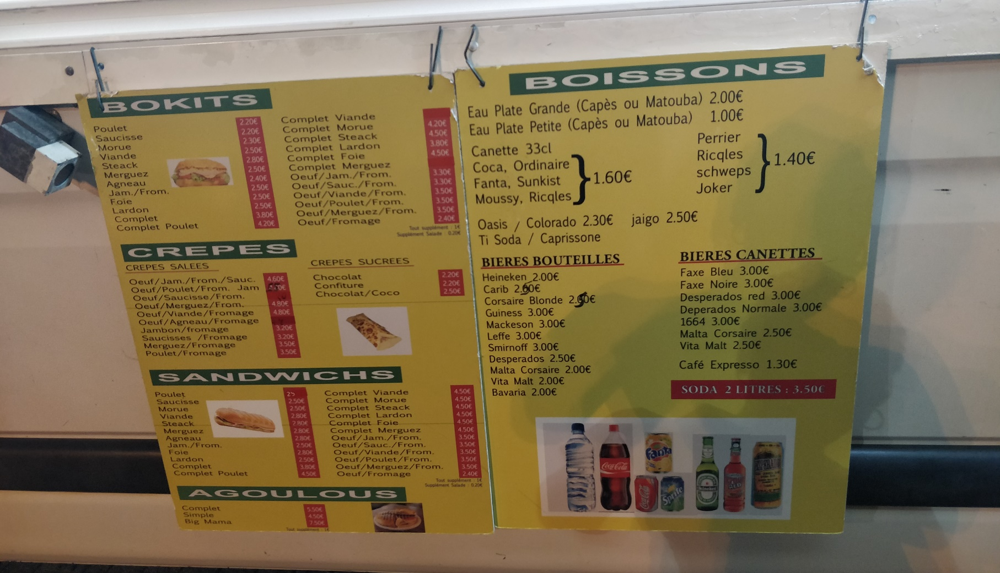 BOKITS
Poulet 2.20€
Saucisse 2.20€
Morue 2.30€
Viande 2.50€
Steack 2.80€
Merguez 2.50€
Agneau 2.40€
Jam./From. 2.50€
Foie 2.50€
Lardon 2.50€
Complet 3.80€
Complet Poulet 4.20€
Complet Viande
Complet Morue 4.20€
Complet Steack 4.50€
Complet Lardon 3.80€
Complet Foie 4.50€
Complet Merguez
Oeuf/Jam./From. 3.30€
Oeuf/Sauc./From. 3.30€
Oeuf/Viande/From. 3.50€
Oeuf/Poulet/From. 3.50€
Oeuf/Merguez/From. 3.50€
Oeuf/Fromage 2.40€
Tout supplément : 1€
Supplément Salade : 0.20€
CREPES
CREPES SALEES
Oeuf/Jam./From./Sauc. 4.60€
Oeuf/Poulet/From. Jam
Oeuf/Saucisse/From.
Oeuf/Merguez/From. 4.80€
Oeuf/Viande/Fromage 4.80€
Oeuf/Agneau/Fromage
Jambon/fromage 3.20€
Saucisses /Fromage 3.20€
Merguez/Fromage 3.50€
Poulet/Fromage 3.50€
CREPES SUCREES
Chocolat 2.20€
Confiture 2.20€
Chocolat/Coco 2.50€
SANDWICHS
Poulet
Saucisse 2.50€
Morue 2.50€
Viande 2.80€
Steack 2.80€
Merguez 2.80€
Agneau 2.80€
Jam./From. 2.50€
Foie 2.80€
Lardon 2.50€
Complet 3.80€
Complet Poulet 4.50€
Complet Viande 4.50€
Complet Morue 4.50€
Complet Steack 4.50€
Complet Lardon 4.50€
Complet Foie 4.50€
Complet Merguez 4.50€
Oeuf/Jam./From. 3.50€
Oeuf/Sauc./From. 3.50€
Oeuf/Viande/From. 3.50€
Oeuf/Poulet/From. 3.50€
Oeuf/Merguez/From. 3.50€
Oeuf/Fromage 2.40€
Tout supplément : 1€
Supplément Salade : 0.20€
AGOULOUS
Complet 5.50€
Simple 4.50€
Big Mama 7.50€
Tout supplément : 1€
BOISSONS
Eau Plate Grande (Capès ou Matouba) 2.00€
Eau Plate Petite (Capès ou Matouba) 1.00€
Canette 33cl
Coca, Ordinaire
Fanta, Sunkist
Moussy, Ricqles
1.60€
Perrier
Ricqles
schweps
Joker
1.40€
Oasis / Colorado 2.30€ jaigo 2.50€
Ti Soda / Caprissone
BIERES BOUTEILLES
Heineken 2.00€
Carib 2.50€
Corsaire Blonde 2.50€
Guiness 3.00€
Mackeson 3.00€
Leffe 3.00€
Smirnoff 3.00€
Desperados 2.50€
Malta Corsaire 2.00€
Vita Malt 2.00€
Bavaria 2.00€
BIERES CANETTES
Faxe Bleu 3.00€
Faxe Noire 3.00€
Desperados red 3.00€
Deperados Normale 3.00€
1664 3.00€
Malta Corsaire 2.50€
Vita Malt 2.50€
Café Expresso 1.30€
SODA 2 LITRES : 3.50€
Coca-Cola
Fanta
Coca-Cola
Sprite
Heineken
RED